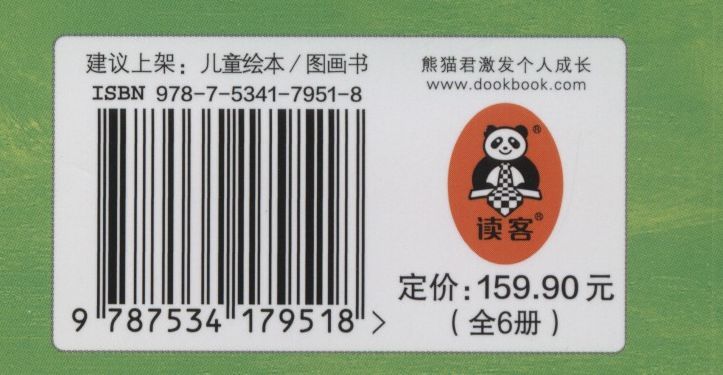 建议上架：儿童绘本/图画书
ISBN 978-7-5341-7951-8
9 787534 179518 >
熊猫君激发个人成长
www.dookbook.com
®
读客®
定价：159.90元
（全6册）